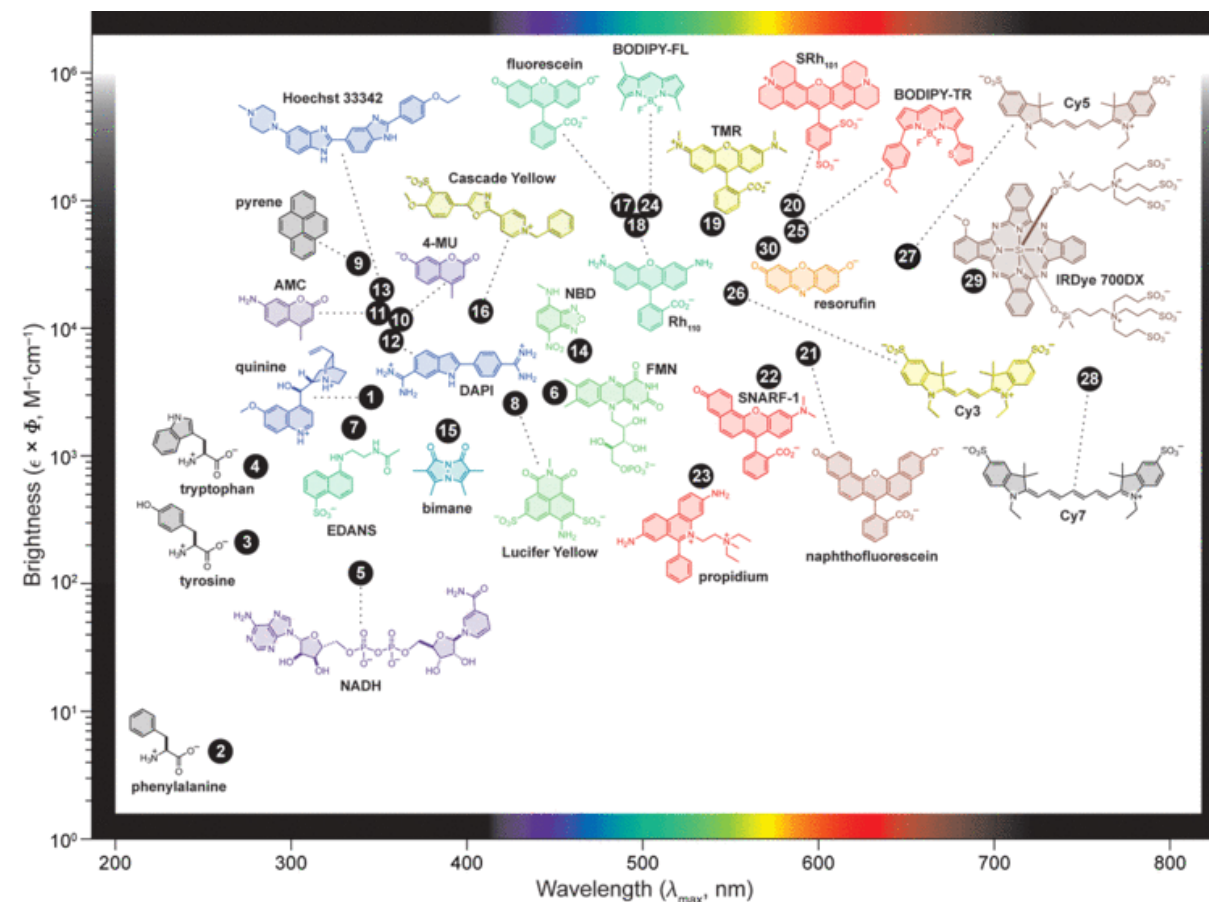 BODIPY-FL
fluorescein
SRh101
BODIPY-TR
Cy5
Hoechst 33342
TMR
Cascade Yellow
pyrene
4-MU
AMC
NBD
Rh110
resorufin
IRDye 700DX
quinine
DAPI
FMN
SNARF-1
Cy3
tryptophan
EDANS
bimane
Lucifer Yellow
propidium
naphthofluorescein
Cy7
tyrosine
NADH
phenylalanine
1
2
3
4
5
6
7
8
9
10
11
12
13
14
15
16
17
18
19
20
21
22
23
24
25
26
27
28
29
30
Brightness (ϵ × Φ, M⁻¹cm⁻¹)
10⁶
10⁵
10⁴
10³
10²
10¹
10⁰
200 300 400 500 600 700 800
Wavelength (λmax, nm)